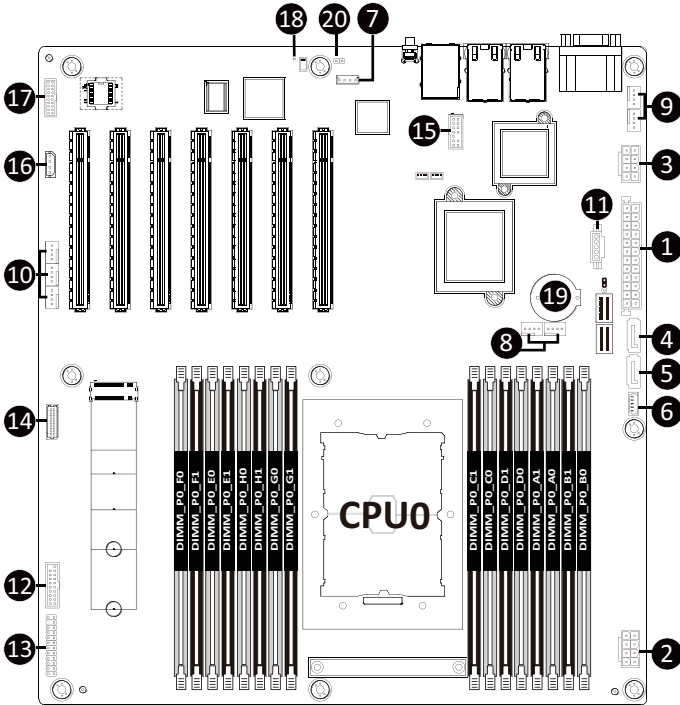 18
20
7
17
9
15
3
16
11
1
10
19
8
4
5
6
14
DIMM_P0_F0
DIMM_P0_F1
DIMM_P0_E0
DIMM_P0_E1
DIMM_P0_H0
DIMM_P0_H1
DIMM_P0_G0
DIMM_P0_G1
CPU0
DIMM_P0_C1
DIMM_P0_C0
DIMM_P0_D1
DIMM_P0_D0
DIMM_P0_A1
DIMM_P0_A0
DIMM_P0_B1
DIMM_P0_B0
12
13
2